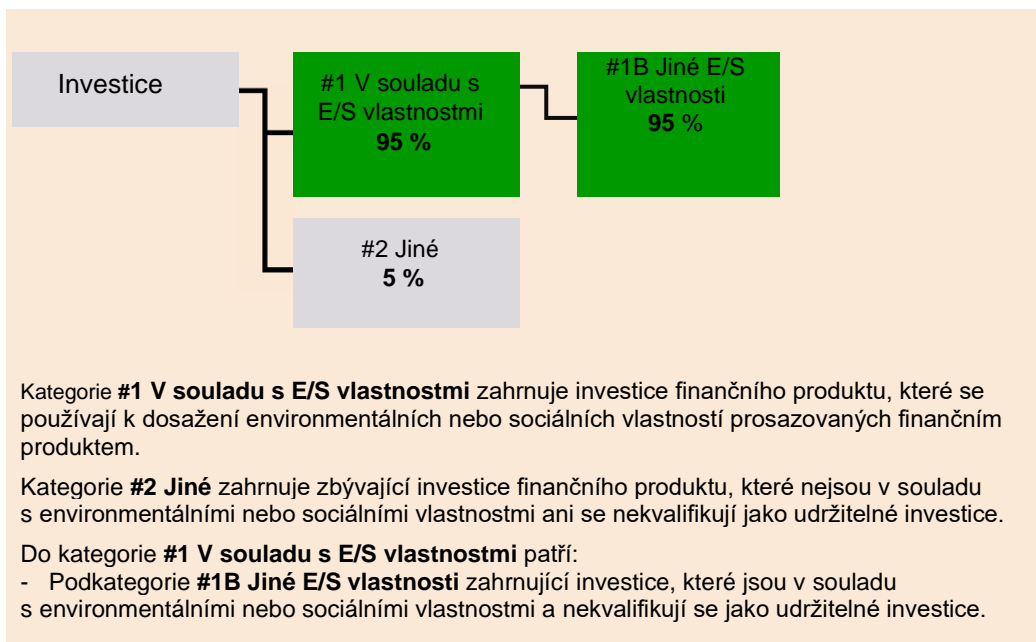 Investice
#1 V souladu s
E/S vlastnostmi
95 %
#1B Jiné E/S
vlastnosti
95 %
#2 Jiné
5 %
Kategorie #1 V souladu s E/S vlastnostmi zahrnuje investice finančního produktu, které se
používají k dosažení environmentálních nebo sociálních vlastností prosazovaných finančním
produktem.
Kategorie #2 Jiné zahrnuje zbývající investice finančního produktu, které nejsou v souladu
s environmentálními nebo sociálními vlastnostmi ani se nekvalifikují jako udržitelné investice.
Do kategorie #1 V souladu s E/S vlastnostmi patří:
- Podkategorie #1B Jiné E/S vlastnosti zahrnující investice, které jsou v souladu
s environmentálními nebo sociálními vlastnostmi a nekvalifikují se jako udržitelné investice.